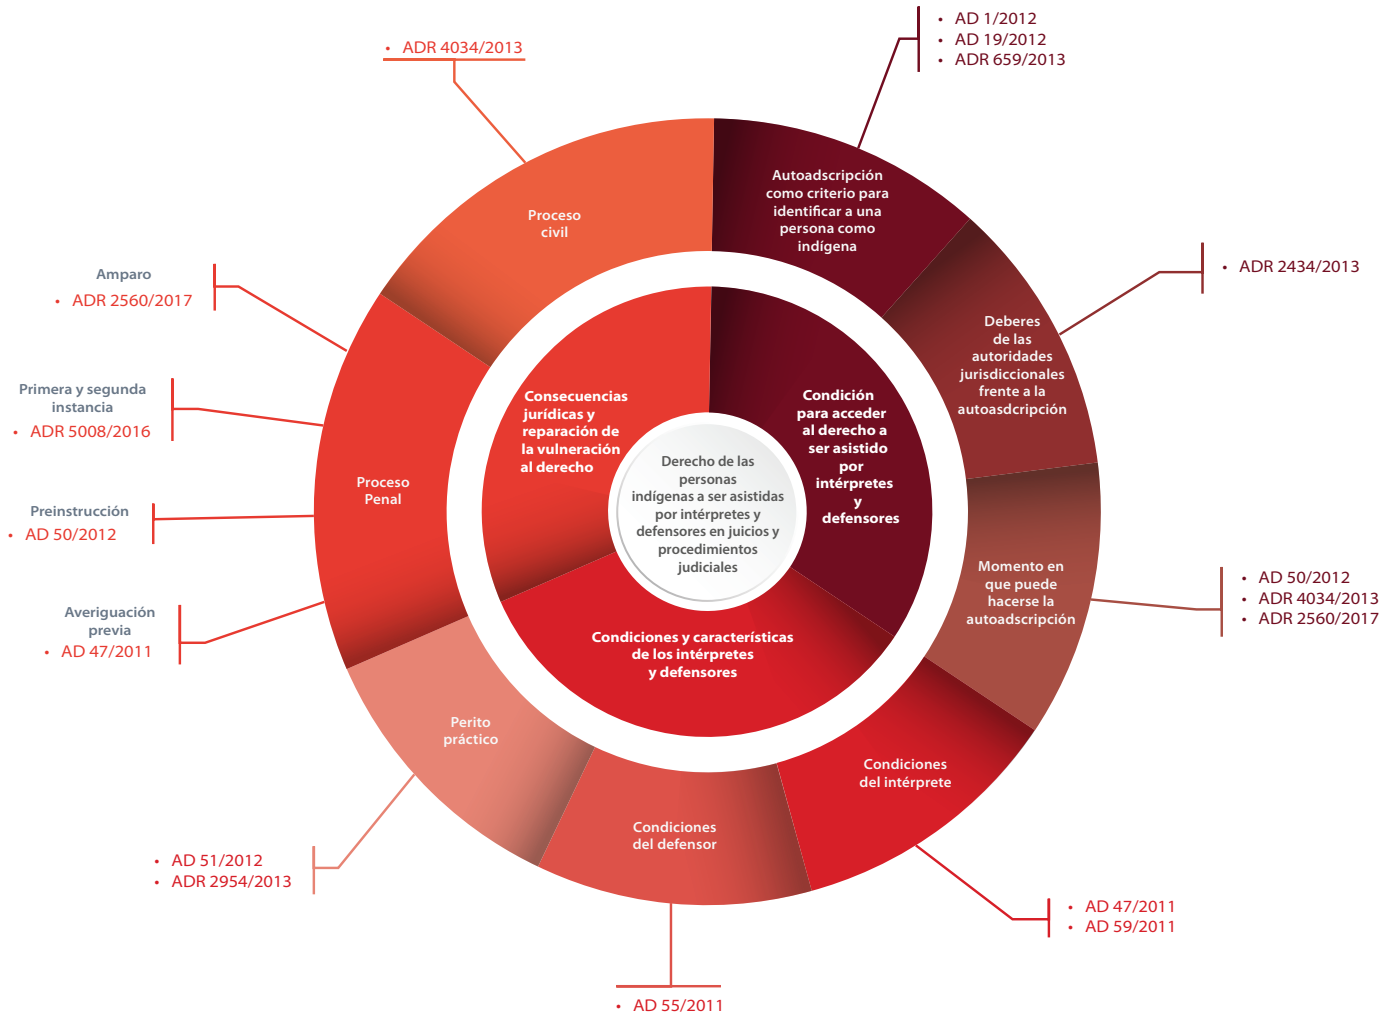 • AD 1/2012
• AD 19/2012
• ADR 659/2013
• ADR 4034/2013
Autoadscripción
como criterio para
identificar a una
persona como
indígena
Proceso
civil
• ADR 2434/2013
Amparo
• ADR 2560/2017
Deberes
de las
autoridades
jurisdiccionales
frente a la
autoasdcripción
Primera y segunda
instancia
• ADR 5008/2016
Consecuencias
jurídicas y
reparación de
la vulneración
al derecho
Condición
para acceder
al derecho a
ser asistido
por
intérpretes
y
defensores
Derecho de las
personas
indígenas a ser asistidas
por intérpretes y
defensores en juicios y
procedimientos
judiciales
Proceso
Penal
Preinstrucción
• AD 50/2012
Momento en
que puede
hacerse la
autoadscripción
• AD 50/2012
• ADR 4034/2013
• ADR 2560/2017
Averiguación
previa
• AD 47/2011
Condiciones y características
de los intérpretes
y defensores
Perito
práctico
Condiciones
del intérprete
Condiciones
del defensor
• AD 51/2012
• ADR 2954/2013
• AD 47/2011
• AD 59/2011
• AD 55/2011